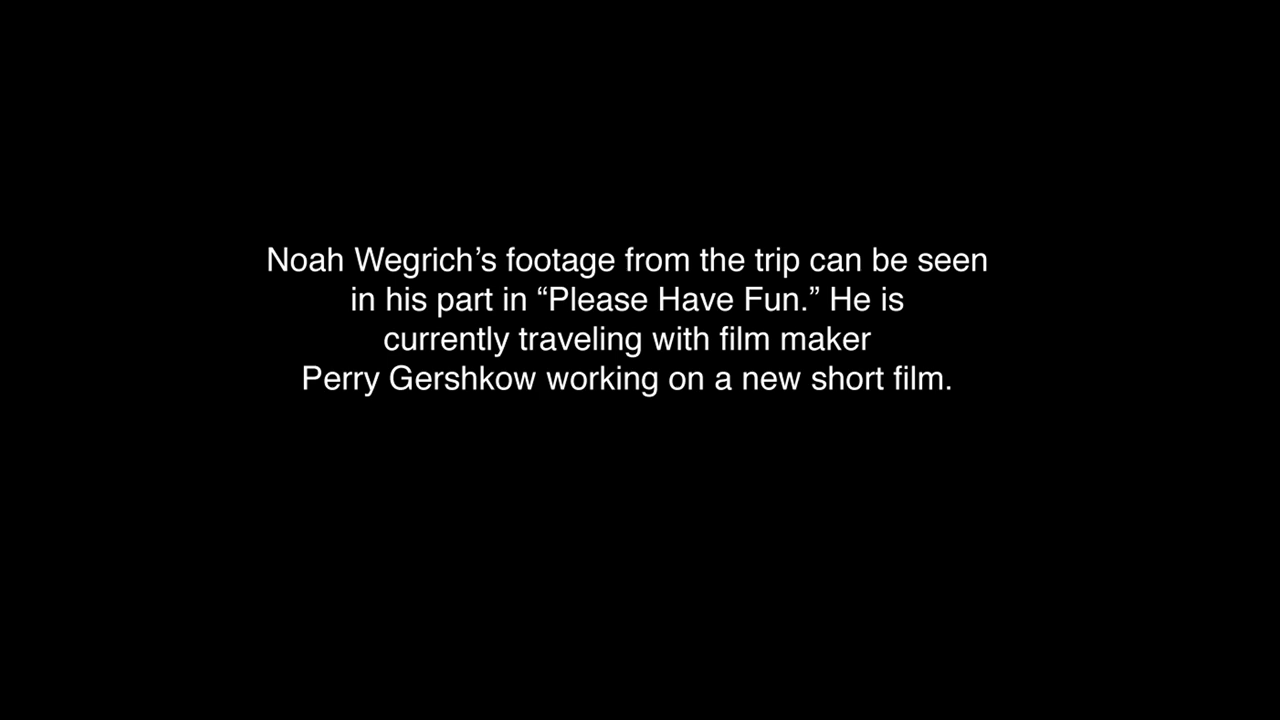 Noah Wegrich’s footage from the trip can be seen
in his part in “Please Have Fun.” He is
currently traveling with film maker
Perry Gershkow working on a new short film.